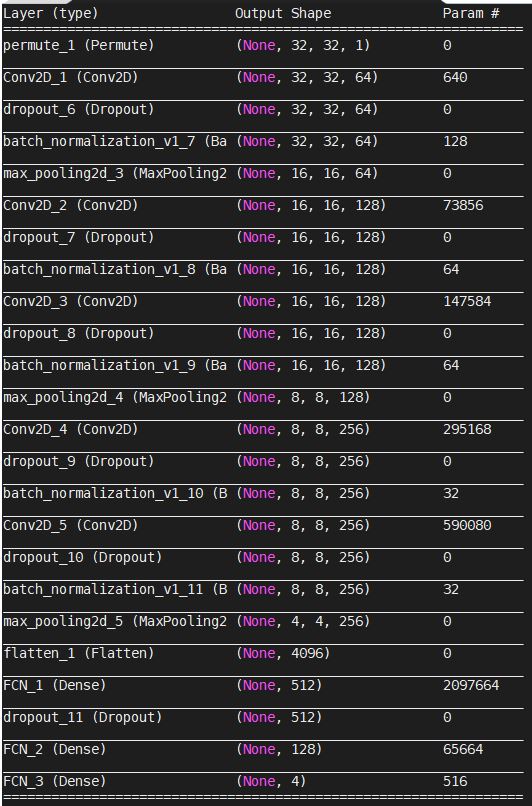 Layer (type) Output Shape Param #
=================================================================
permute_1 (Permute) (None, 32, 32, 1) 0
Conv2D_1 (Conv2D) (None, 32, 32, 64) 640
dropout_6 (Dropout) (None, 32, 32, 64) 0
batch_normalization_v1_7 (Ba (None, 32, 32, 64) 128
max_pooling2d_3 (MaxPooling2 (None, 16, 16, 64) 0
Conv2D_2 (Conv2D) (None, 16, 16, 128) 73856
dropout_7 (Dropout) (None, 16, 16, 128) 0
batch_normalization_v1_8 (Ba (None, 16, 16, 128) 64
Conv2D_3 (Conv2D) (None, 16, 16, 128) 147584
dropout_8 (Dropout) (None, 16, 16, 128) 0
batch_normalization_v1_9 (Ba (None, 16, 16, 128) 64
max_pooling2d_4 (MaxPooling2 (None, 8, 8, 128) 0
Conv2D_4 (Conv2D) (None, 8, 8, 256) 295168
dropout_9 (Dropout) (None, 8, 8, 256) 0
batch_normalization_v1_10 (B (None, 8, 8, 256) 32
Conv2D_5 (Conv2D) (None, 8, 8, 256) 590080
dropout_10 (Dropout) (None, 8, 8, 256) 0
batch_normalization_v1_11 (B (None, 8, 8, 256) 32
max_pooling2d_5 (MaxPooling2 (None, 4, 4, 256) 0
flatten_1 (Flatten) (None, 4096) 0
FCN_1 (Dense) (None, 512) 2097664
dropout_11 (Dropout) (None, 512) 0
FCN_2 (Dense) (None, 128) 65664
FCN_3 (Dense) (None, 4) 516
=================================================================